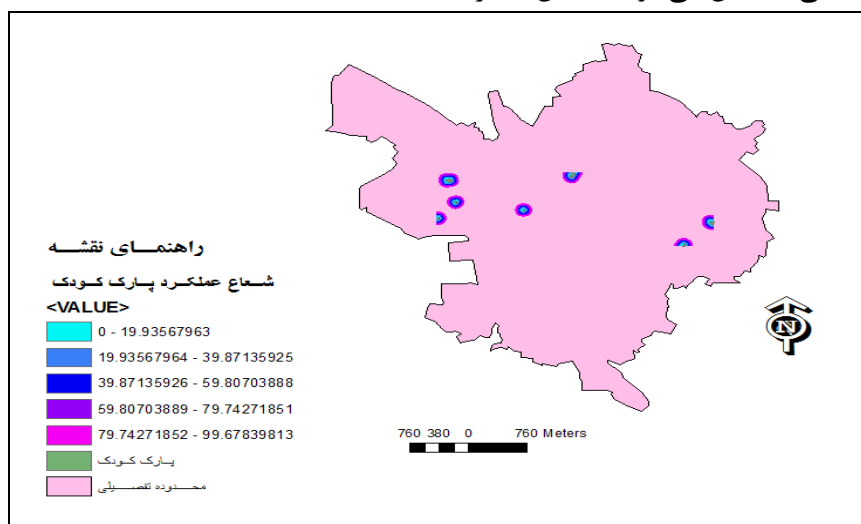 راهنمای نقشه
شعاع عملکرد پارک کودک
<VALUE>
0 - 19.93567963
19.93567964 - 39.87135925
39.87135926 - 59.80703888
59.80703889 - 79.74271851
79.74271852 - 99.67839813
پارک کودک
محدوده تفصیلی
N
760 380 0 760 Meters